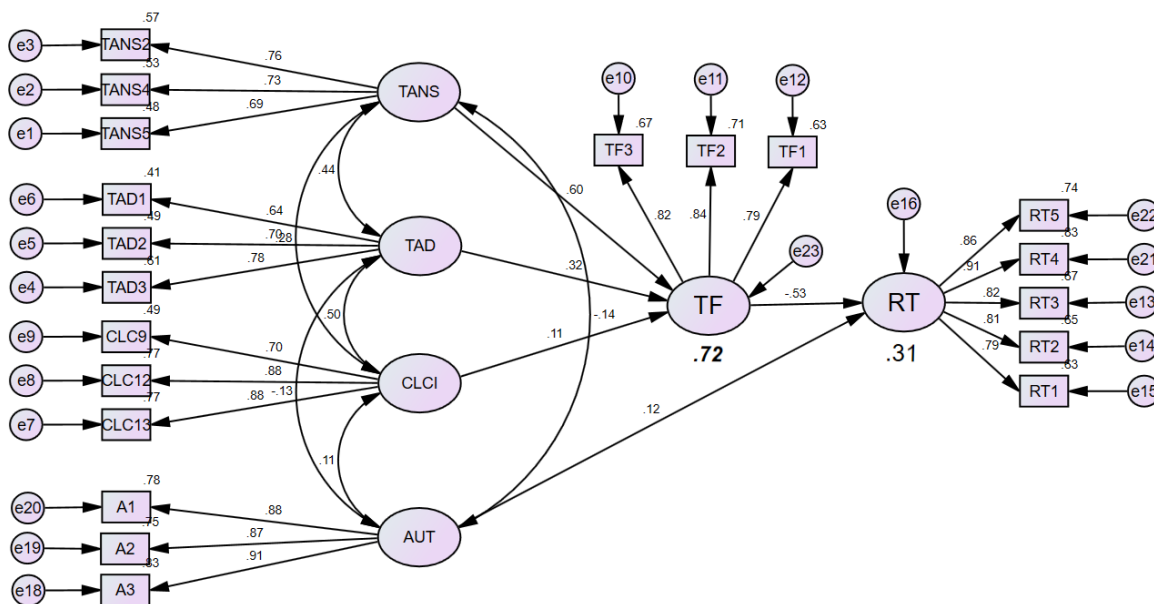 .57
e3 TANS2
.76
.53
e2 TANS4
.73
.48
e1 TANS5
.69
TANS
.41
e6 TAD1
.64
.49
e5 TAD2
.70
.61
e4 TAD3
.78
TAD
.49
e9 CLC9
.70
.77
e8 CLC12
.88
.77
e7 CLC13
.88
CLCI
.78
e20 A1
.88
.75
e19 A2
.87
.83
e18 A3
.91
AUT
.44
.28
.50
-.13
.11
-.14
.60
.32
.11
.12
e10 e11 e12
.67 .71 .63
TF3 TF2 TF1
.82 .84 .79
e23
TF
.72
-.53
e16
RT
.31
.74
RT5 e22
.86
.83
RT4 e21
.91
.67
RT3 e13
.82
.65
RT2 e14
.81
.63
RT1 e15
.79